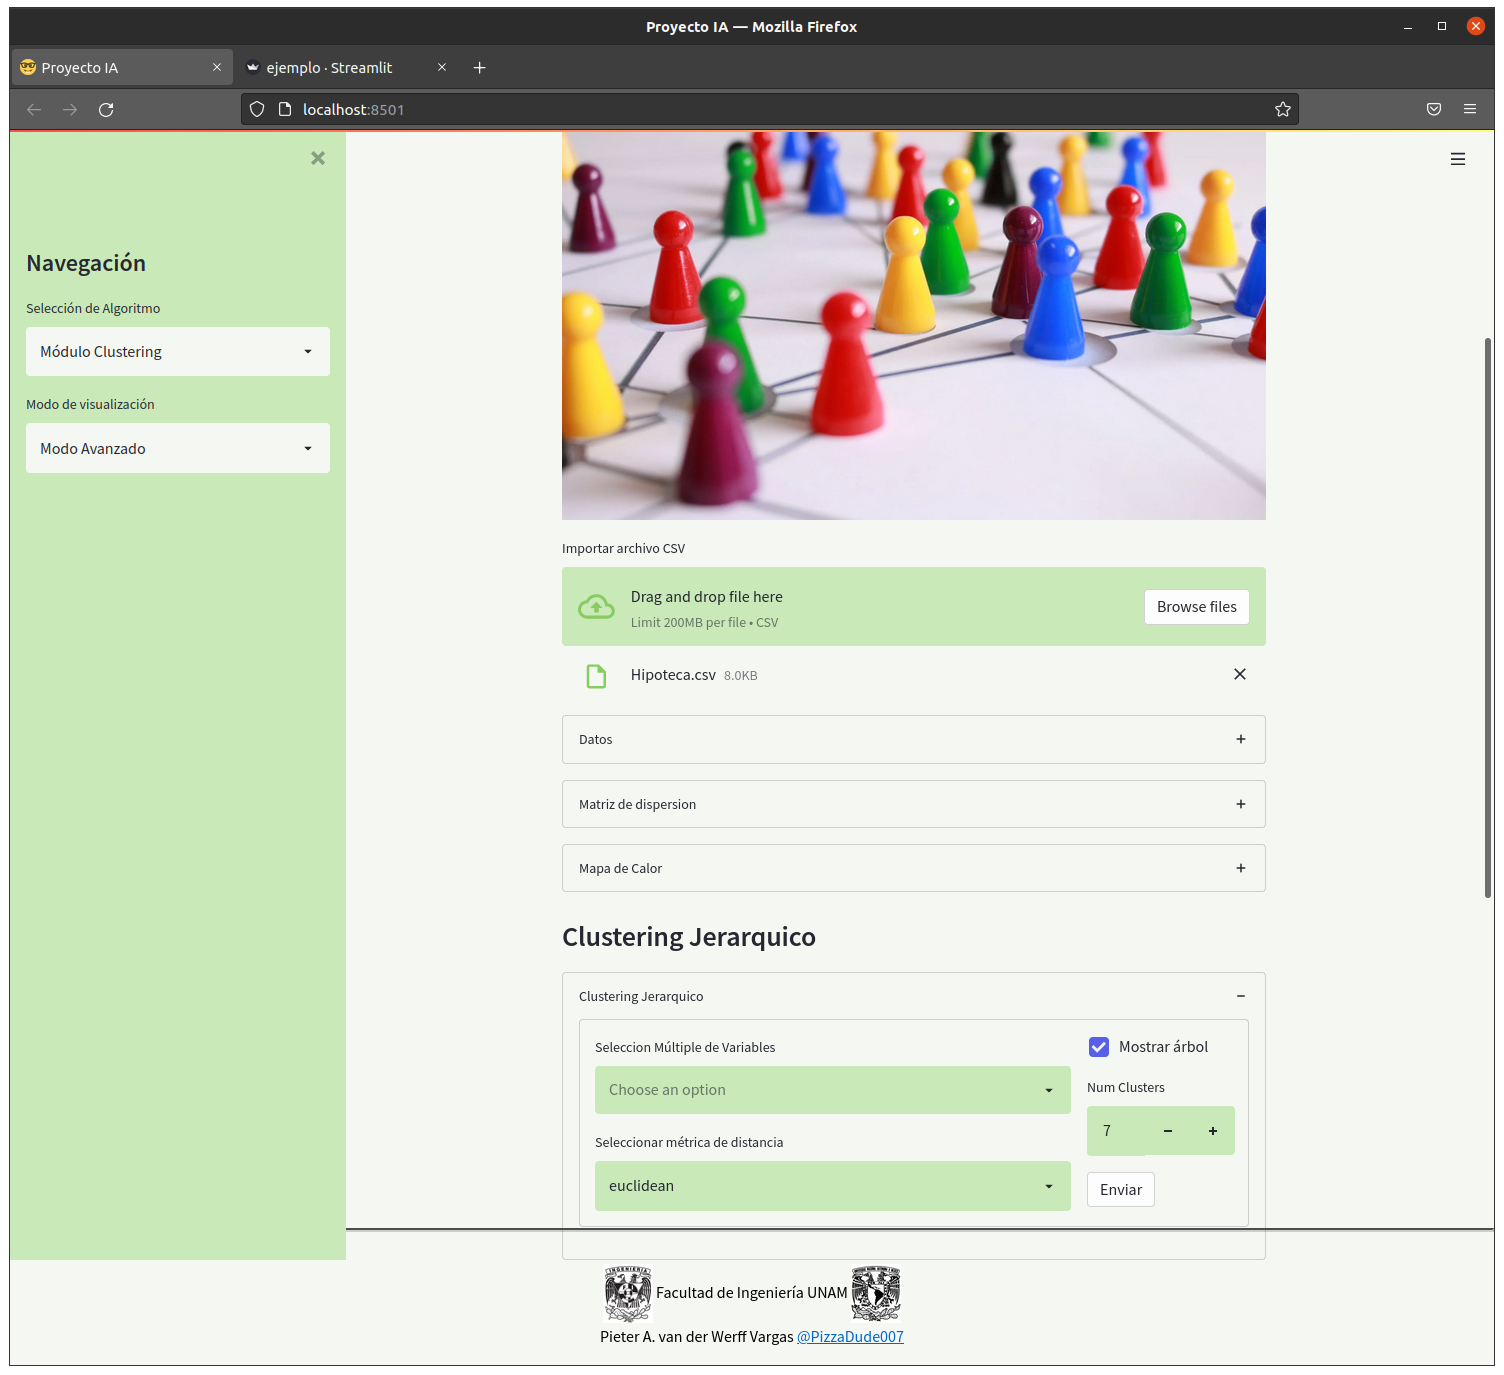 Proyecto IA — Mozilla Firefox
Proyecto IA
ejemplo · Streamlit
localhost:8501
Navegación
Selección de Algoritmo
Módulo Clustering
Modo de visualización
Modo Avanzado
Importar archivo CSV
Drag and drop file here
Limit 200MB per file • CSV
Browse files
Hipoteca.csv 8.0KB
Datos
Matriz de dispersion
Mapa de Calor
Clustering Jerarquico
Clustering Jerarquico
Seleccion Múltiple de Variables
Choose an option
Seleccionar métrica de distancia
euclidean
Mostrar árbol
Num Clusters
7
Enviar
INGENIERIA
Facultad de Ingeniería UNAM
Pieter A. van der Werff Vargas @PizzaDude007